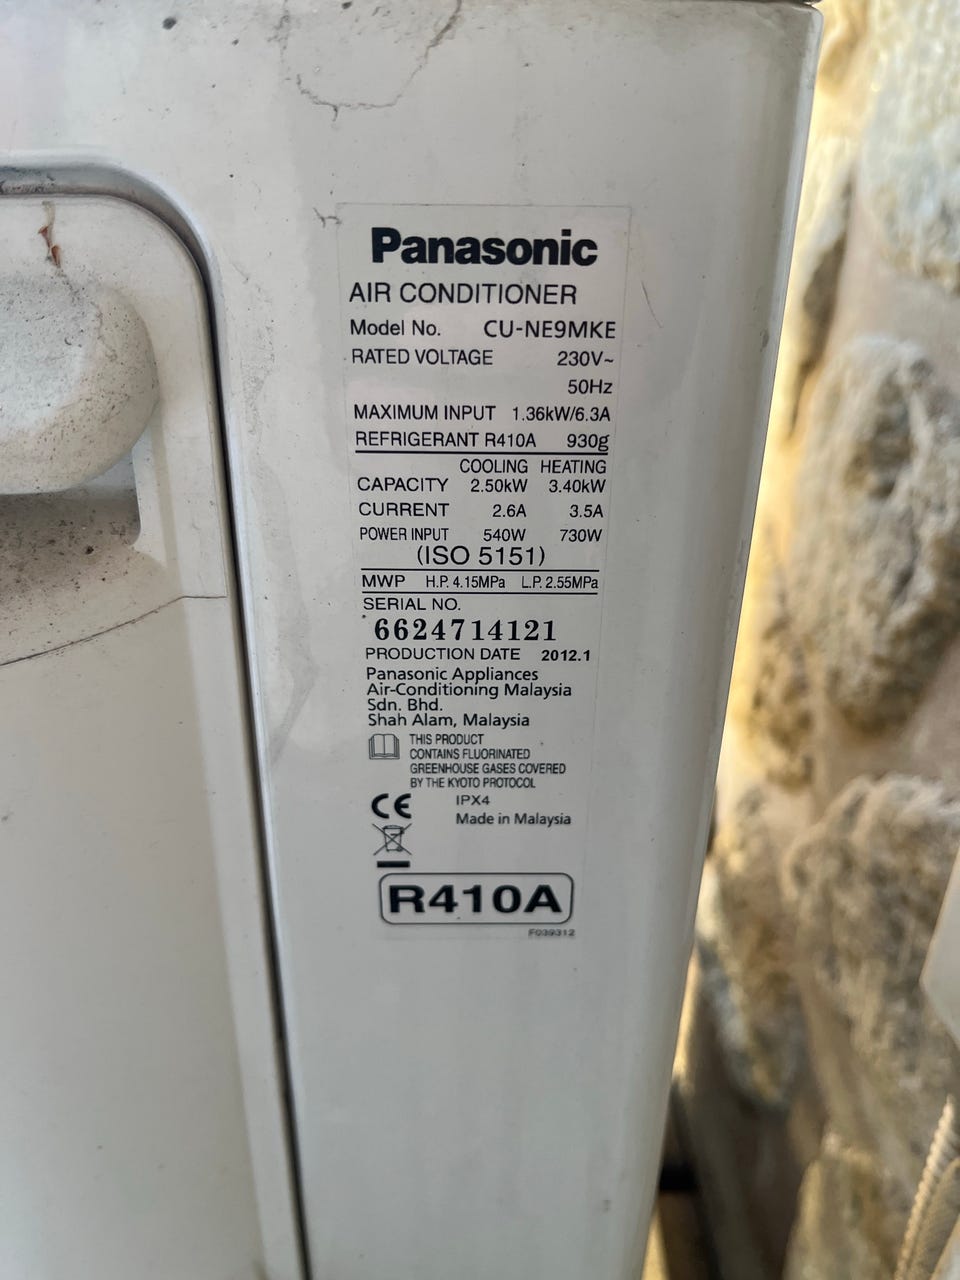 Panasonic
AIR CONDITIONER
Model No. CU-NE9MKE
RATED VOLTAGE 230V~
50Hz
MAXIMUM INPUT 1.36kW/6.3A
REFRIGERANT R410A 930g
COOLING HEATING
CAPACITY 2.50kW 3.40kW
CURRENT 2.6A 3.5A
POWER INPUT 540W 730W
(ISO 5151)
MWP H.P. 4.15MPa L.P. 2.55MPa
SERIAL NO.
6624714121
PRODUCTION DATE 2012.1
Panasonic Appliances
Air-Conditioning Malaysia
Sdn. Bhd.
Shah Alam, Malaysia
THIS PRODUCT
CONTAINS FLUORINATED
GREENHOUSE GASES COVERED
BY THE KYOTO PROTOCOL
CE IPX4
Made in Malaysia
R410A
F039312